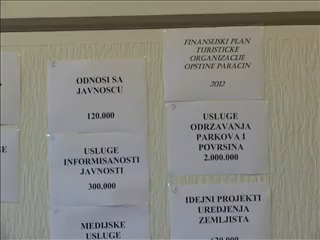 ODNOSI SA
JAVNOSCU
120.000
USLUGE
INFORMISANOSTI
JAVNOSTI
300.000
MEDIJSKE
USLUGE
FINANSIJSKI PLAN
TURISTICKE
ORGANIZACIJE
OPSTINE PARACIN
2012
USLUGE
ODRZAVANJA
PARKOVA I
POVRSINA
2.000.000
IDEJNI PROJEKTI
UREDJENJA
ZEMLJISTA